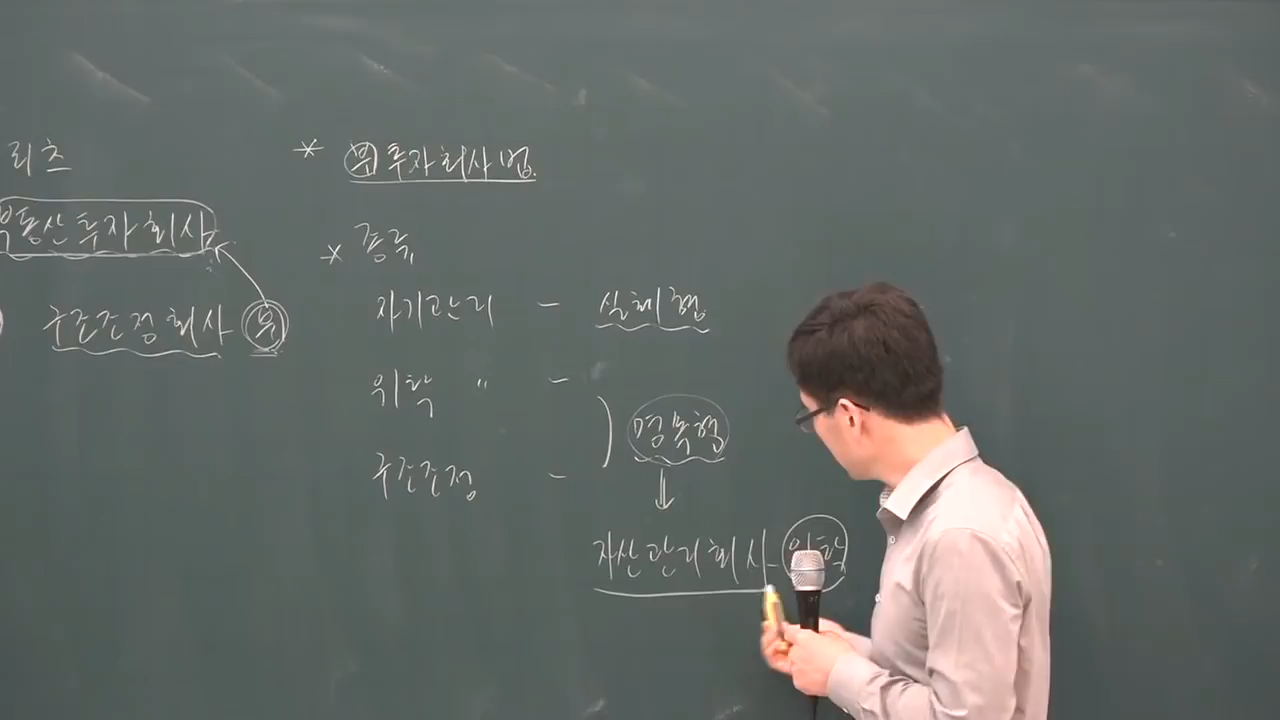 리츠
부동산투자회사
구조조정회사 부
* 부투자회사법.
* 종류
자기관리 - 실체형
위탁 " -
명목형
구조조정 -
자산관리회사 - 위탁